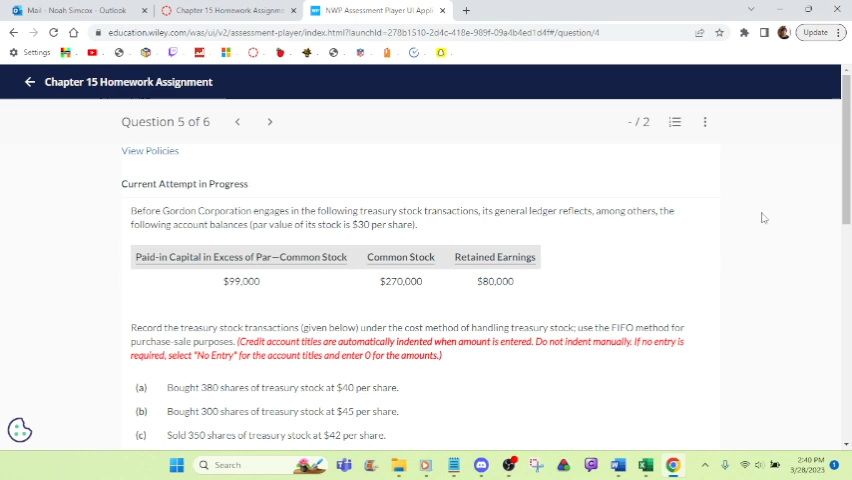 Mail - Noah Simcox - Outlook
Chapter 15 Homework Assignm
NWP Assessment Player UI Appli
education.wiley.com/was/ui/v2/assessment-player/index.html?launchId=278b1510-2d4c-418e-989f-09a4b4ed1d4f#/question/4
Update
Settings
Chapter 15 Homework Assignment
Question 5 of 6
- / 2
View Policies
Current Attempt in Progress
Before Gordon Corporation engages in the following treasury stock transactions, its general ledger reflects, among others, the
following account balances (par value of its stock is $30 per share).
Paid-in Capital in Excess of Par—Common Stock Common Stock Retained Earnings
$99,000 $270,000 $80,000
Record the treasury stock transactions (given below) under the cost method of handling treasury stock; use the FIFO method for
purchase-sale purposes. (Credit account titles are automatically indented when amount is entered. Do not indent manually. If no entry is
required, select "No Entry" for the account titles and enter 0 for the amounts.)
(a) Bought 380 shares of treasury stock at $40 per share.
(b) Bought 300 shares of treasury stock at $45 per share.
(c) Sold 350 shares of treasury stock at $42 per share.
Search
2:40 PM
3/28/2023